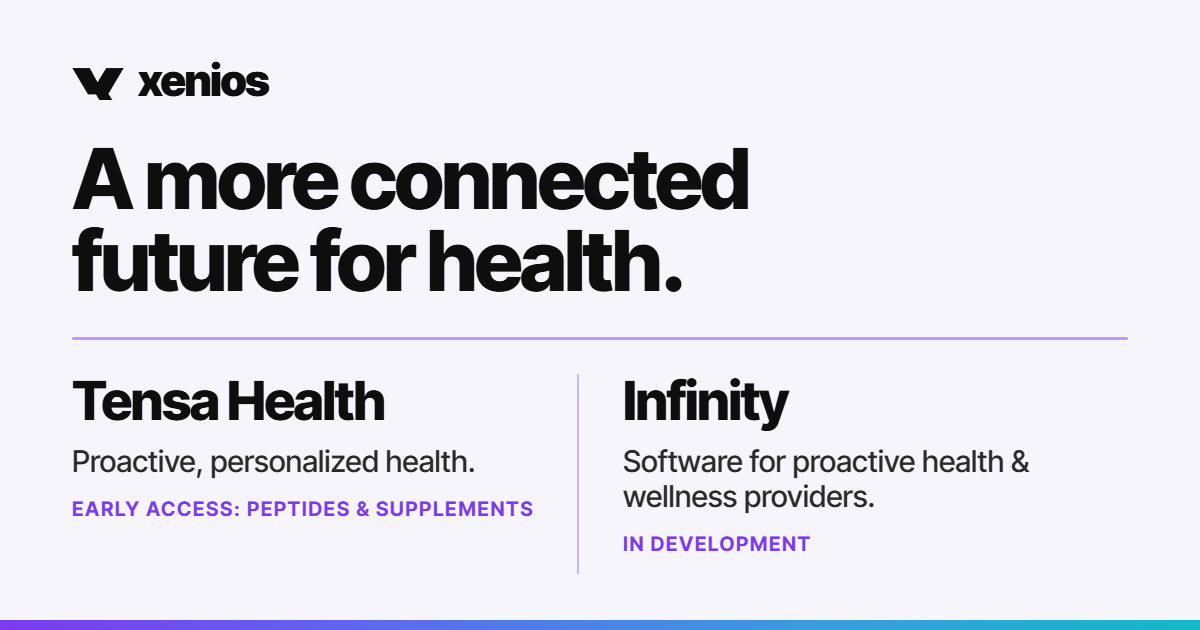 xenios
A more connected
future for health.
Tensa Health
Proactive, personalized health.
EARLY ACCESS: PEPTIDES & SUPPLEMENTS
Infinity
Software for proactive health &
wellness providers.
IN DEVELOPMENT